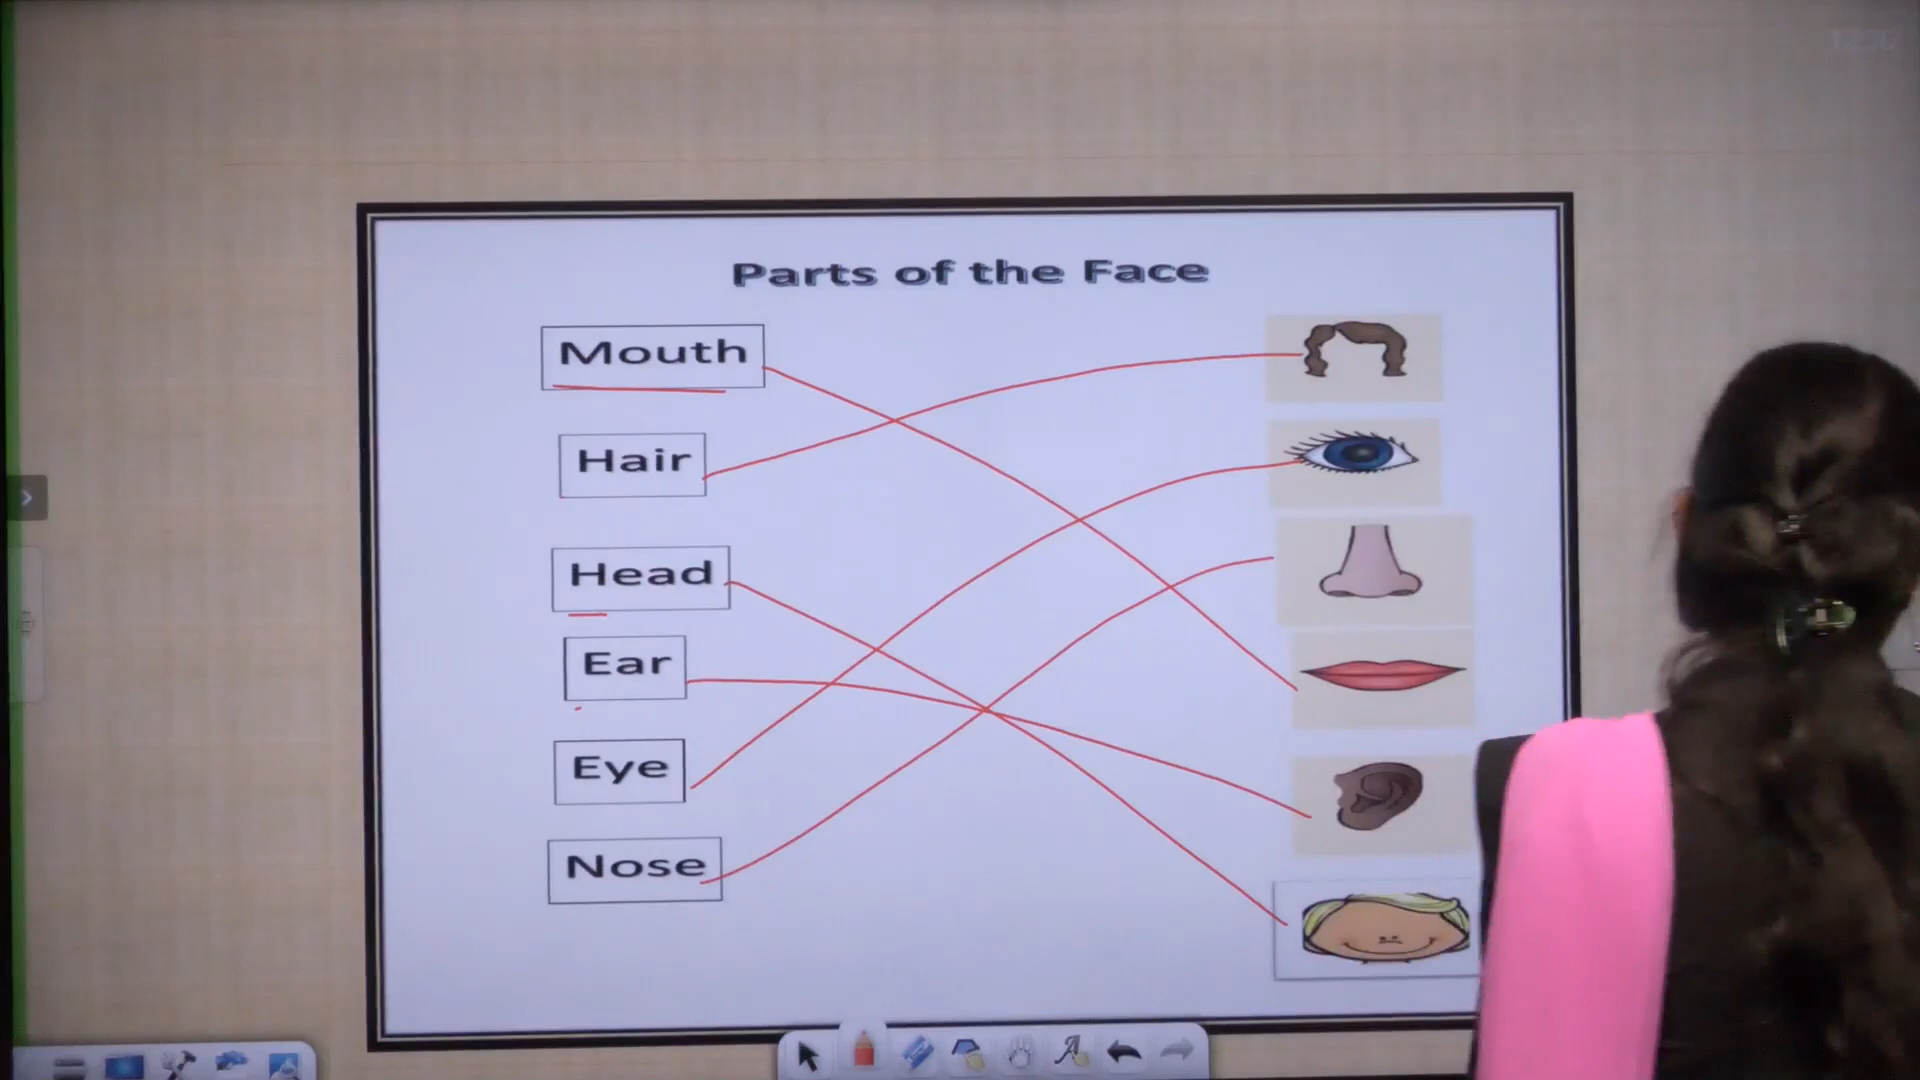 Parts of the Face
Mouth
Hair
Head
Ear
Eye
Nose